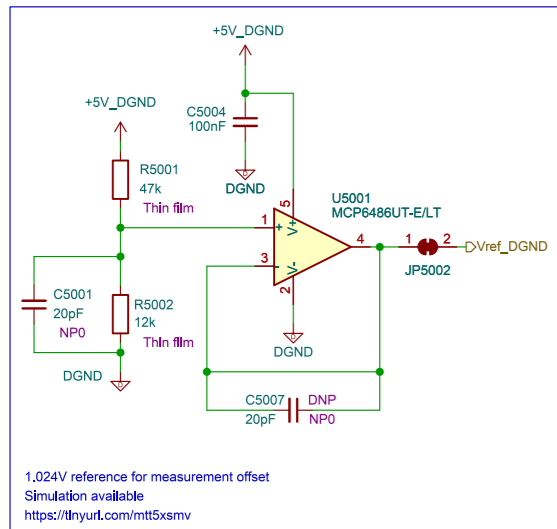 +5V_DGND
+5V_DGND
C5004
100nF
DGND
R5001
47k
Thin film
U5001
MCP6486UT-E/LT
1
+
5
V+
3
-
V-
2
4
1
2
JP5002
Vref_DGND
C5001
20pF
NP0
R5002
12k
Thin film
DGND
DGND
C5007
20pF
DNP
NP0
1.024V reference for measurement offset
Simulation available
https://tinyurl.com/mtt5xsmv